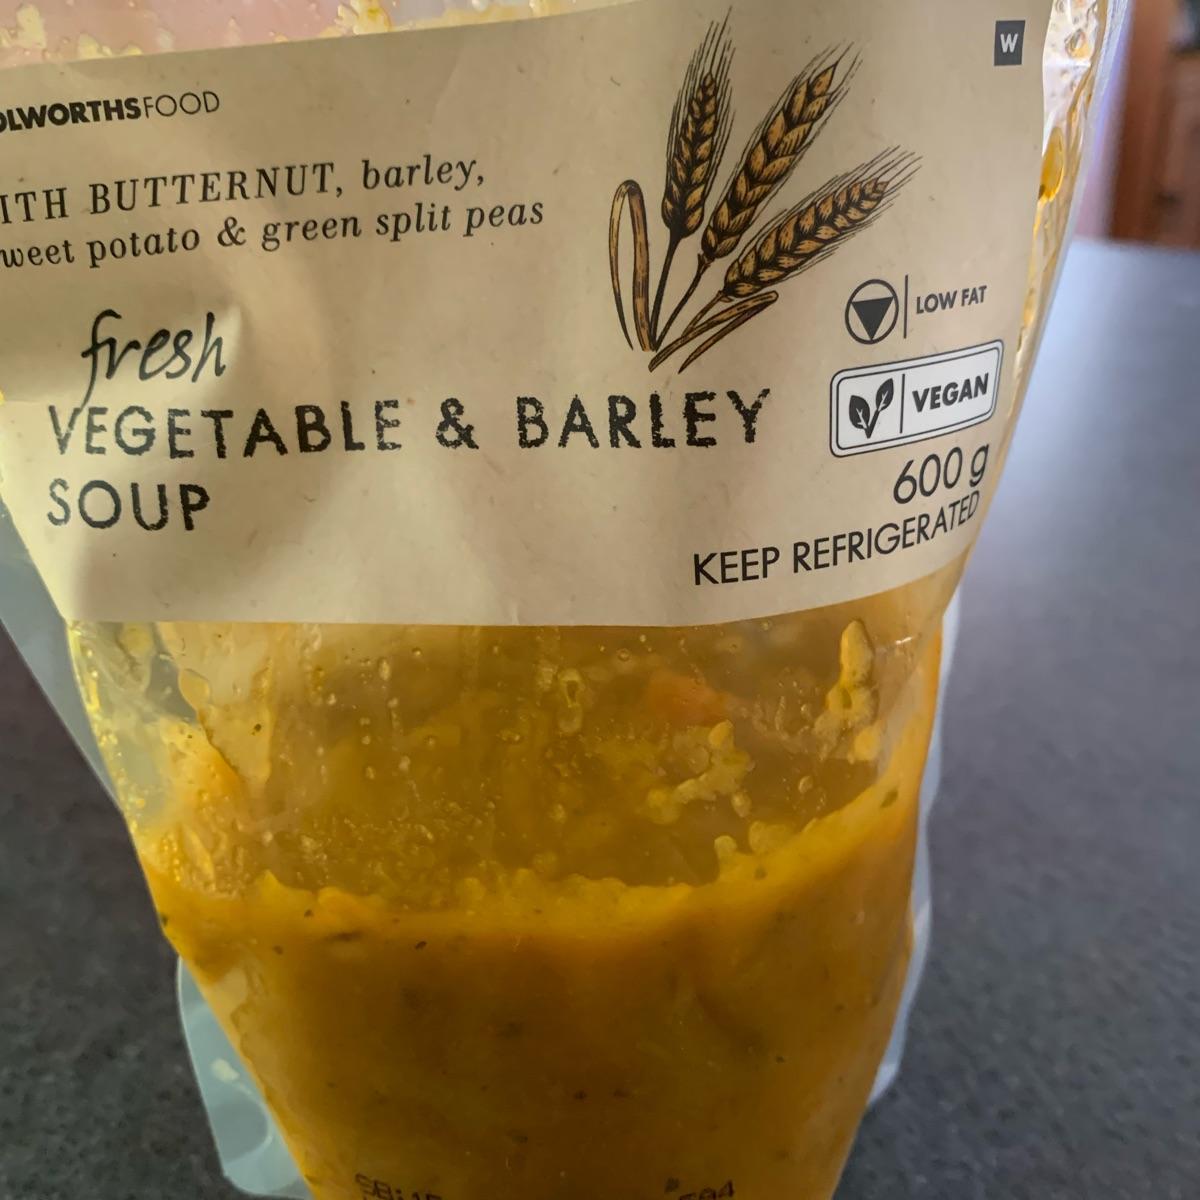 OLWORTHSFOOD
W
ITH BUTTERNUT, barley,
weet potato & green split peas
fresh
VEGETABLE & BARLEY
SOUP
LOW FAT
VEGAN
600 g
KEEP REFRIGERATED